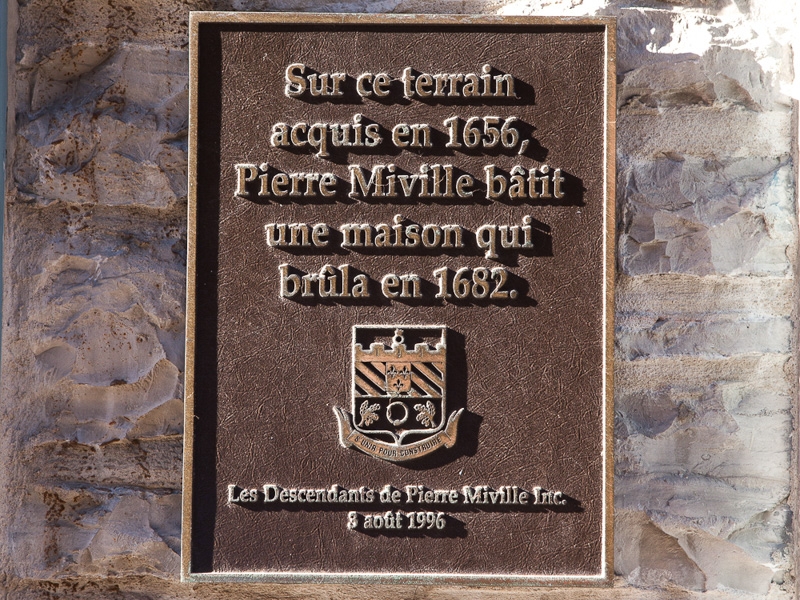 Sur ce terrain
acquis en 1656,
Pierre Miville bâtit
une maison qui
brûla en 1682.
S'UNIR POUR CONSTRUIRE
Les Descendants de Pierre Miville Inc.
8 août 1996